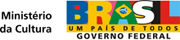 Ministério
da Cultura
BRASIL
UM PAÍS DE TODOS
GOVERNO FEDERAL